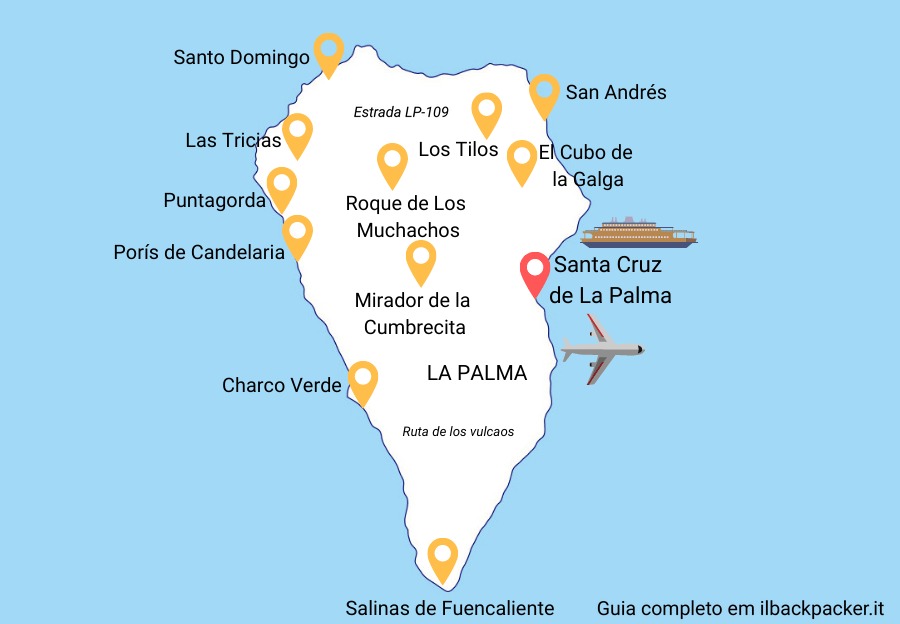 Santo Domingo
San Andrés
Estrada LP-109
Las Tricias
Los Tilos
El Cubo de
la Galga
Puntagorda
Roque de Los
Muchachos
Porís de Candelaria
Santa Cruz
de La Palma
Mirador de la
Cumbrecita
LA PALMA
Charco Verde
Ruta de los vulcaos
Salinas de Fuencaliente
Guia completo em ilbackpacker.it